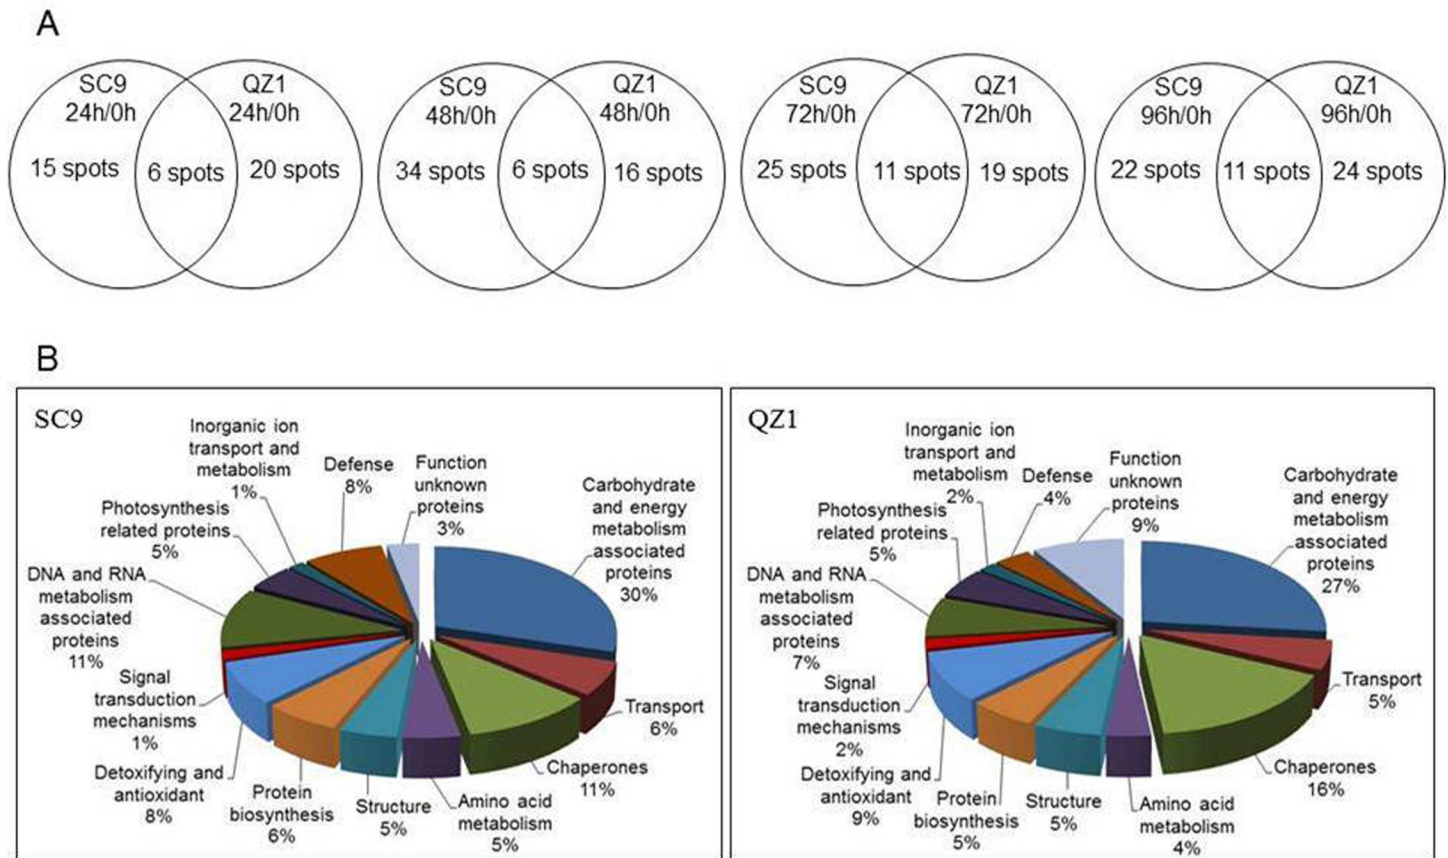 A
SC9
24h/0h
QZ1
24h/0h
15 spots
6 spots
20 spots
SC9
48h/0h
QZ1
48h/0h
34 spots
6 spots
16 spots
SC9
72h/0h
QZ1
72h/0h
25 spots
11 spots
19 spots
SC9
96h/0h
QZ1
96h/0h
22 spots
11 spots
24 spots
B
SC9
Inorganic ion
transport and
metabolism
1%
Defense
8%
Function
unknown
proteins
3%
Carbohydrate
and energy
metabolism
associated
proteins
30%
Photosynthesis
related proteins
5%
DNA and RNA
metabolism
associated
proteins
11%
Signal
transduction
mechanisms
1%
Detoxifying and
antioxidant
8%
Protein
biosynthesis
6%
Structure
5%
Amino acid
metabolism
5%
Chaperones
11%
Transport
6%
QZ1
Inorganic ion
transport and
metabolism
2%
Defense
4%
Function
unknown
proteins
9%
Carbohydrate
and energy
metabolism
associated
proteins
27%
Photosynthesis
related proteins
5%
DNA and RNA
metabolism
associated
proteins
7%
Signal
transduction
mechanisms
2%
Detoxifying and
antioxidant
9%
Protein
biosynthesis
5%
Structure
5%
Amino acid
metabolism
4%
Chaperones
16%
Transport
5%